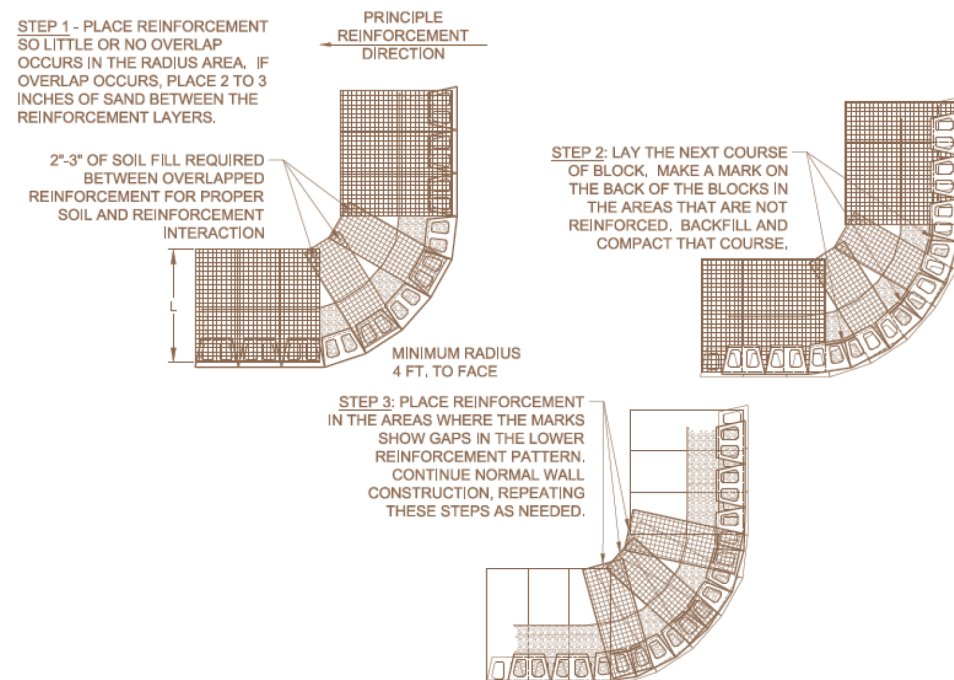 STEP 1 - PLACE REINFORCEMENT
SO LITTLE OR NO OVERLAP
OCCURS IN THE RADIUS AREA. IF
OVERLAP OCCURS, PLACE 2 TO 3
INCHES OF SAND BETWEEN THE
REINFORCEMENT LAYERS.
PRINCIPLE
REINFORCEMENT
DIRECTION
2"-3" OF SOIL FILL REQUIRED
BETWEEN OVERLAPPED
REINFORCEMENT FOR PROPER
SOIL AND REINFORCEMENT
INTERACTION
L
MINIMUM RADIUS
4 FT. TO FACE
STEP 2: LAY THE NEXT COURSE
OF BLOCK, MAKE A MARK ON
THE BACK OF THE BLOCKS IN
THE AREAS THAT ARE NOT
REINFORCED. BACKFILL AND
COMPACT THAT COURSE.
STEP 3: PLACE REINFORCEMENT
IN THE AREAS WHERE THE MARKS
SHOW GAPS IN THE LOWER
REINFORCEMENT PATTERN.
CONTINUE NORMAL WALL
CONSTRUCTION, REPEATING
THESE STEPS AS NEEDED.